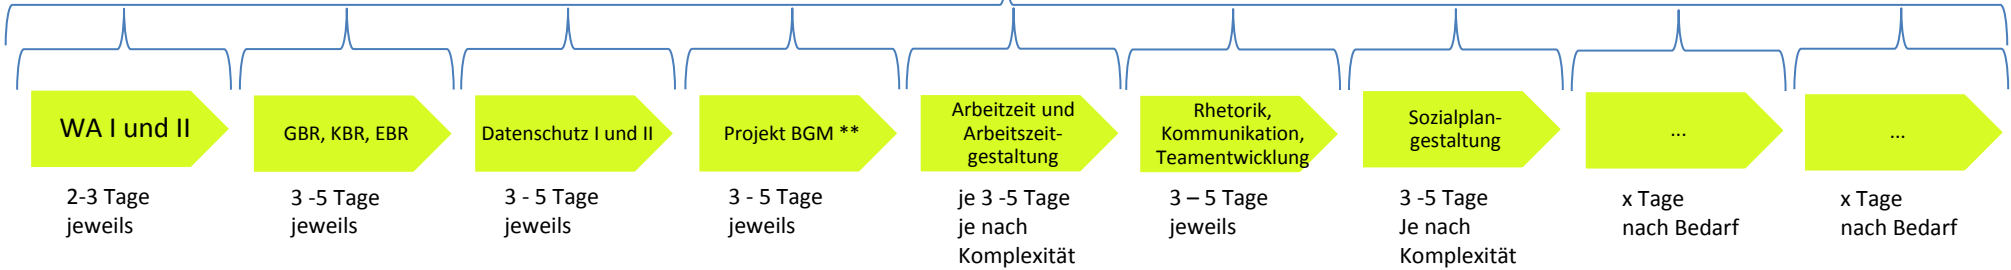 WA I und II
2-3 Tage
jeweils
GBR, KBR, EBR
3 -5 Tage
jeweils
Datenschutz I und II
3 - 5 Tage
jeweils
Projekt BGM **
3 - 5 Tage
jeweils
Arbeitzeit und
Arbeitszeit-
gestaltung
je 3 -5 Tage
je nach
Komplexität
Rhetorik,
Kommunikation,
Teamentwicklung
3 – 5 Tage
jeweils
Sozialplan-
gestaltung
3 -5 Tage
Je nach
Komplexität
...
x Tage
nach Bedarf
...
x Tage
nach Bedarf